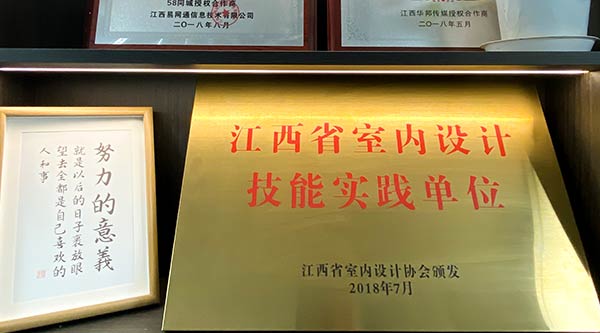 58同城授权合作商
江西易网通信息技术有限公司
二〇一八年八月
江西华邦传媒授权合作商
二〇一八年五月
努力的意義
就是以后的日子裏放眼
望去全都是自己喜欢的
人和事
江西省室内设计
技能实践单位
江西省室内设计协会颁发
2018年7月